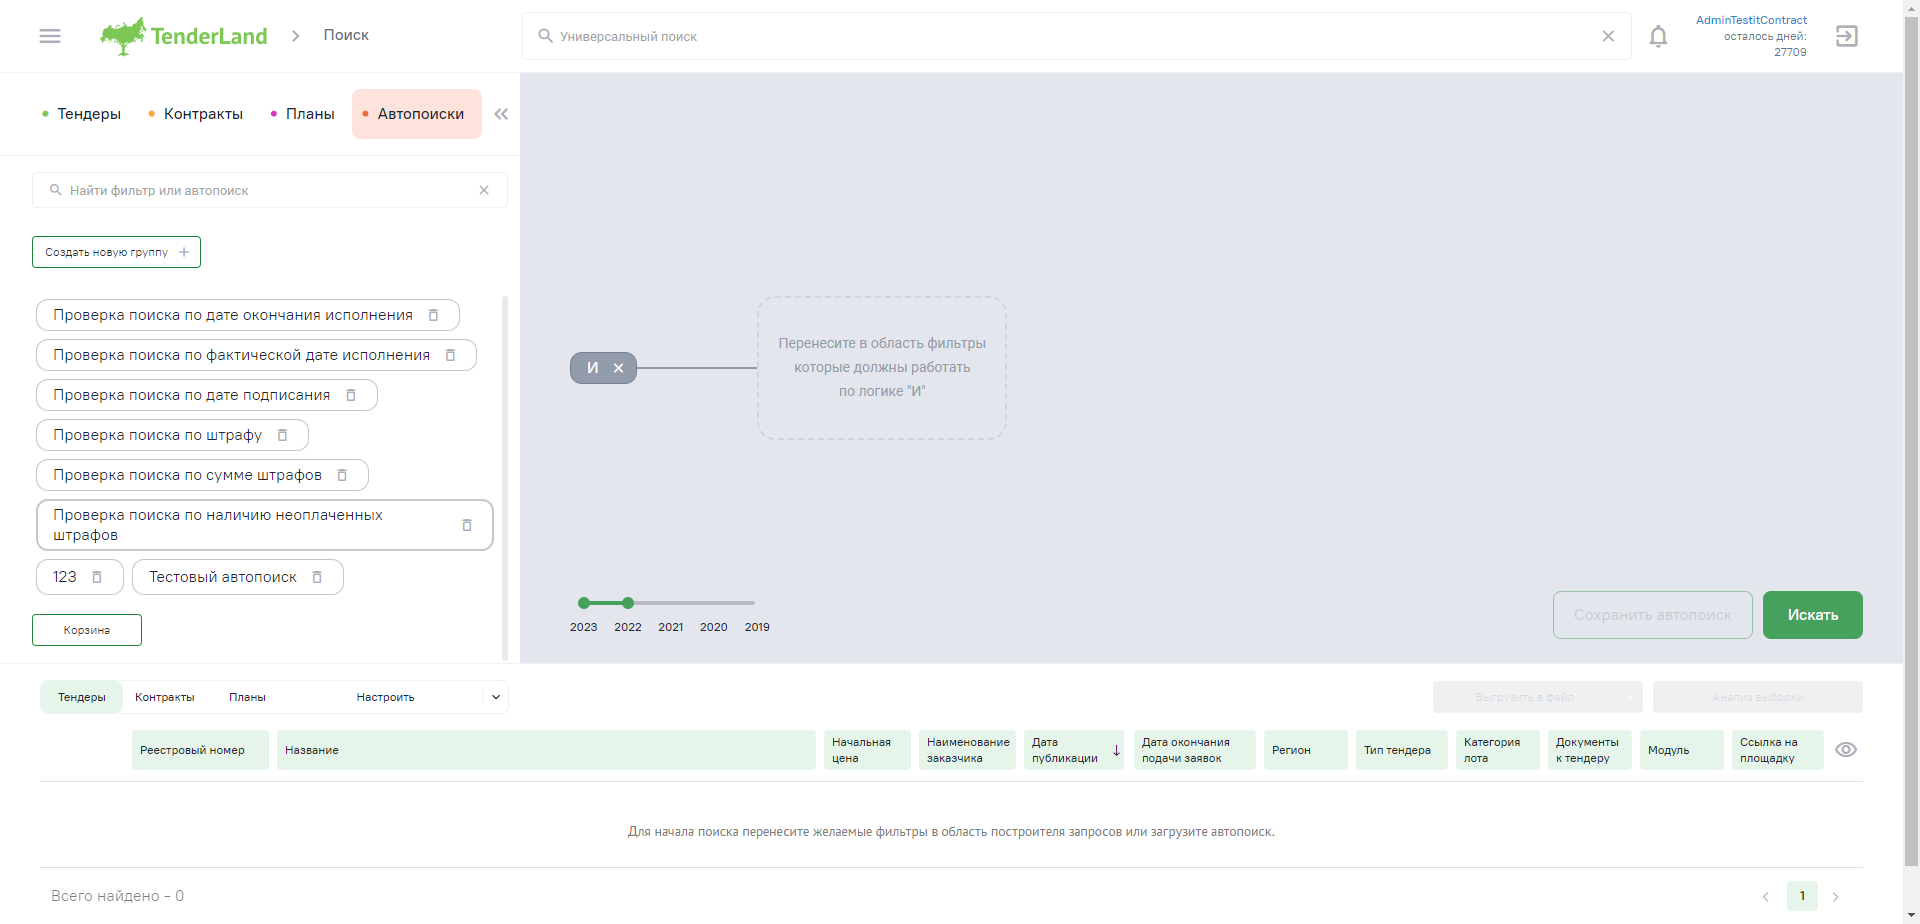 TenderLand
Поиск
Универсальный поиск
AdminTestitContract
осталось дней:
27709
Тендеры
Контракты
Планы
Автопоиски
Найти фильтр или автопоиск
Создать новую группу
Проверка поиска по дате окончания исполнения
Проверка поиска по фактической дате исполнения
Проверка поиска по дате подписания
Проверка поиска по штрафу
Проверка поиска по сумме штрафов
Проверка поиска по наличию неоплаченных
штрафов
123
Тестовый автопоиск
Корзина
И
Перенесите в область фильтры
которые должны работать
по логике "И"
2023 2022 2021 2020 2019
Сохранить автопоиск
Искать
Тендеры
Контракты
Планы
Настроить
Выгрузить в файл
Анализ выборки
Реестровый номер
Название
Начальная
цена
Наименование
заказчика
Дата
публикации
Дата окончания
подачи заявок
Регион
Тип тендера
Категория
лота
Документы
к тендеру
Модуль
Ссылка на
площадку
Для начала поиска перенесите желаемые фильтры в область построителя запросов или загрузите автопоиск.
Всего найдено - 0
1